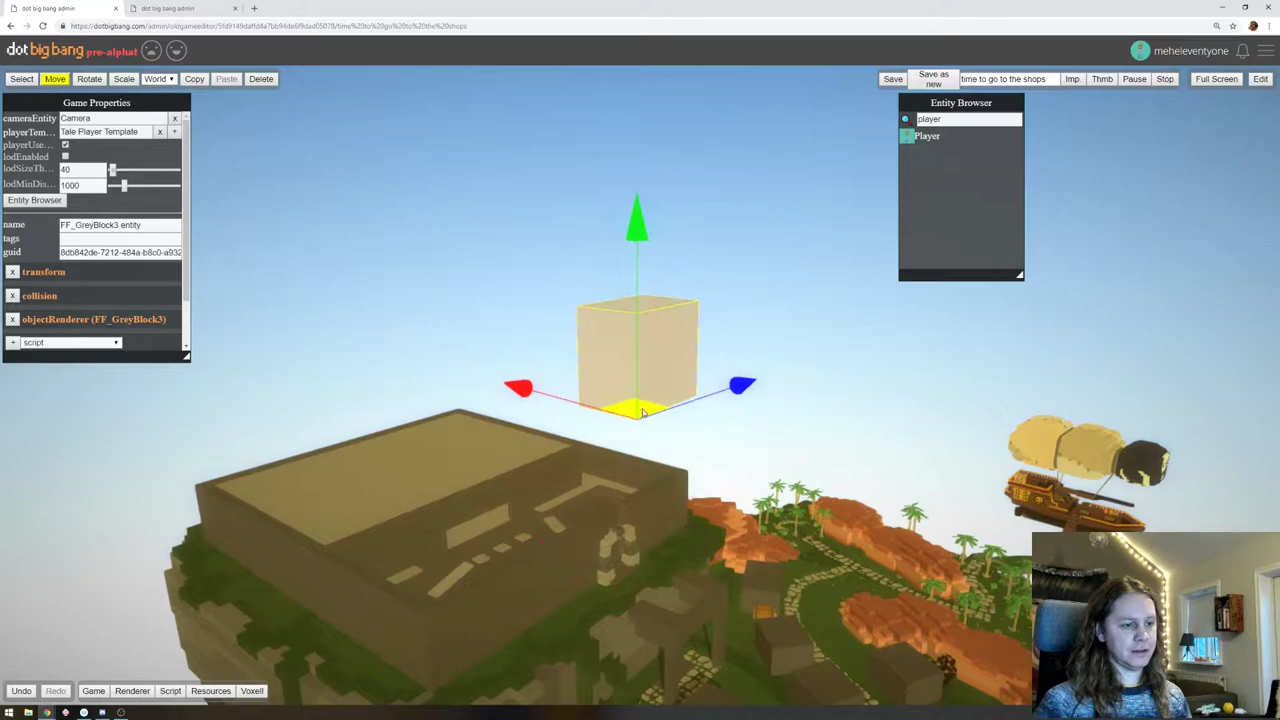 dot big bang admin
dot big bang admin
https://dotbigbang.com/admin/oldgameeditor/5fd9149daffd4a7bb94de6f9dad05078/time%20to%20go%20to%20the%20shops
dot big bang pre-alpha!
meheleventyone
Select Move Rotate Scale World Copy Paste Delete
Save Save as new time to go to the shops Imp. Thmb Pause Stop Full Screen Edit
Game Properties
cameraEntity Camera x
playerTem... Tale Player Template x +
playerUse...
lodEnabled
lodSizeTh... 40
lodMinDis... 1000
Entity Browser
name FF_GreyBlock3 entity
tags
guid 8db842de-7212-484a-b8c0-a932
x transform
x collision
x objectRenderer (FF_GreyBlock3)
+ script
Entity Browser
player
Player
Undo Redo Game Renderer Script Resources Voxell